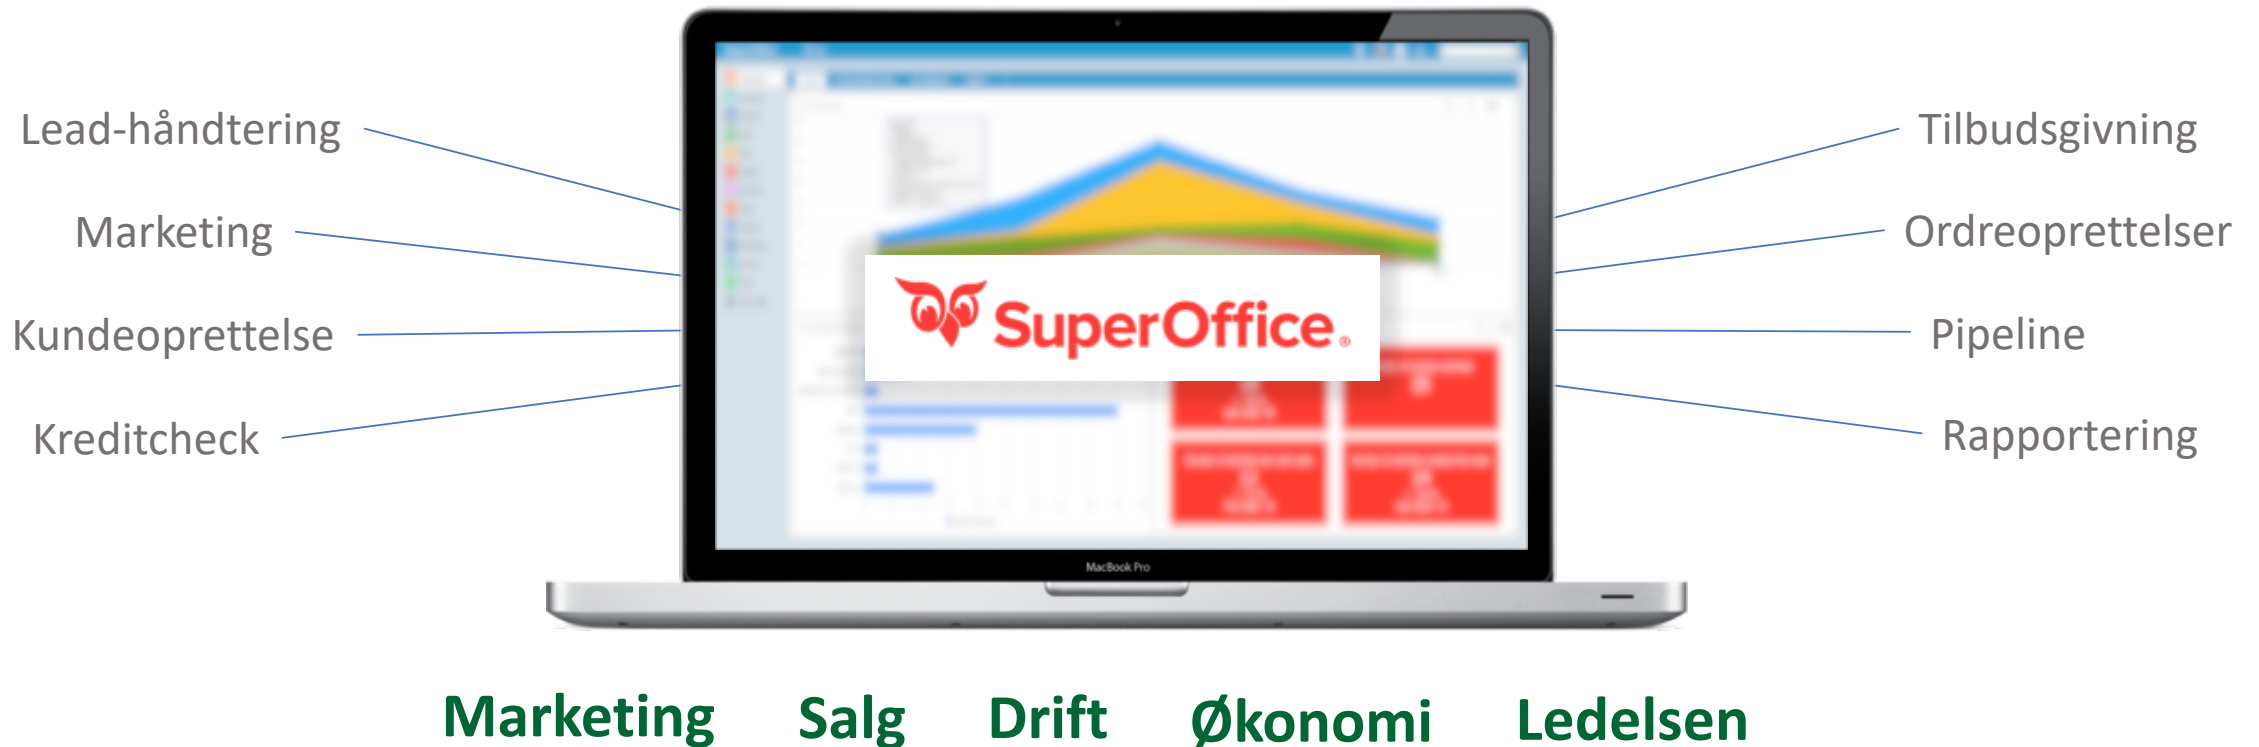 Lead-håndtering
Marketing
Kundeoprettelse
Kreditcheck
SuperOffice®
MacBook Pro
Tilbudsgivning
Ordreoprettelser
Pipeline
Rapportering
Marketing Salg Drift Økonomi Ledelsen